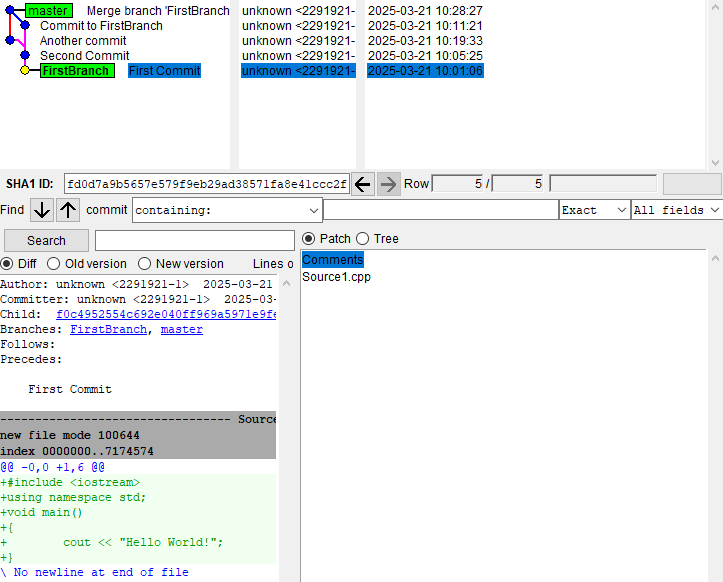 master Merge branch 'FirstBranch unknown <2291921- 2025-03-21 10:28:27
Commit to FirstBranch unknown <2291921- 2025-03-21 10:11:21
Another commit unknown <2291921- 2025-03-21 10:19:33
Second Commit unknown <2291921- 2025-03-21 10:05:25
FirstBranch First Commit unknown <2291921- 2025-03-21 10:01:06
SHA1 ID: fd0d7a9b5657e579f9eb29ad38571fa8e41ccc2f Row 5 / 5
Find commit containing: Exact All fields
Search
Patch Tree
Diff Old version New version Lines o
Comments
Source1.cpp
Author: unknown <2291921-1> 2025-03-21
Committer: unknown <2291921-1> 2025-03-
Child: f0c4952554c692e040ff969a5971e9fe
Branches: FirstBranch, master
Follows:
Precedes:
First Commit
--------------------------------- Source
new file mode 100644
index 0000000..7174574
@@ -0,0 +1,6 @@
+#include <iostream>
+using namespace std;
+void main()
+{
+ cout << "Hello World!";
+}
\ No newline at end of file